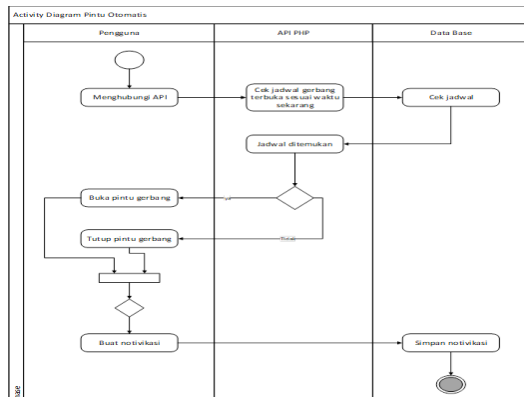 Activity Diagram Pintu Otomatis
Pengguna
API PHP
Data Base
Menghubungi API
Cek jadwal gerbang
terbuka sesuai waktu
sekarang
Cek jadwal
Jadwal ditemukan
Buka pintu gerbang
Tutup pintu gerbang
Tidak
Buat notivikasi
Simpan notivikasi